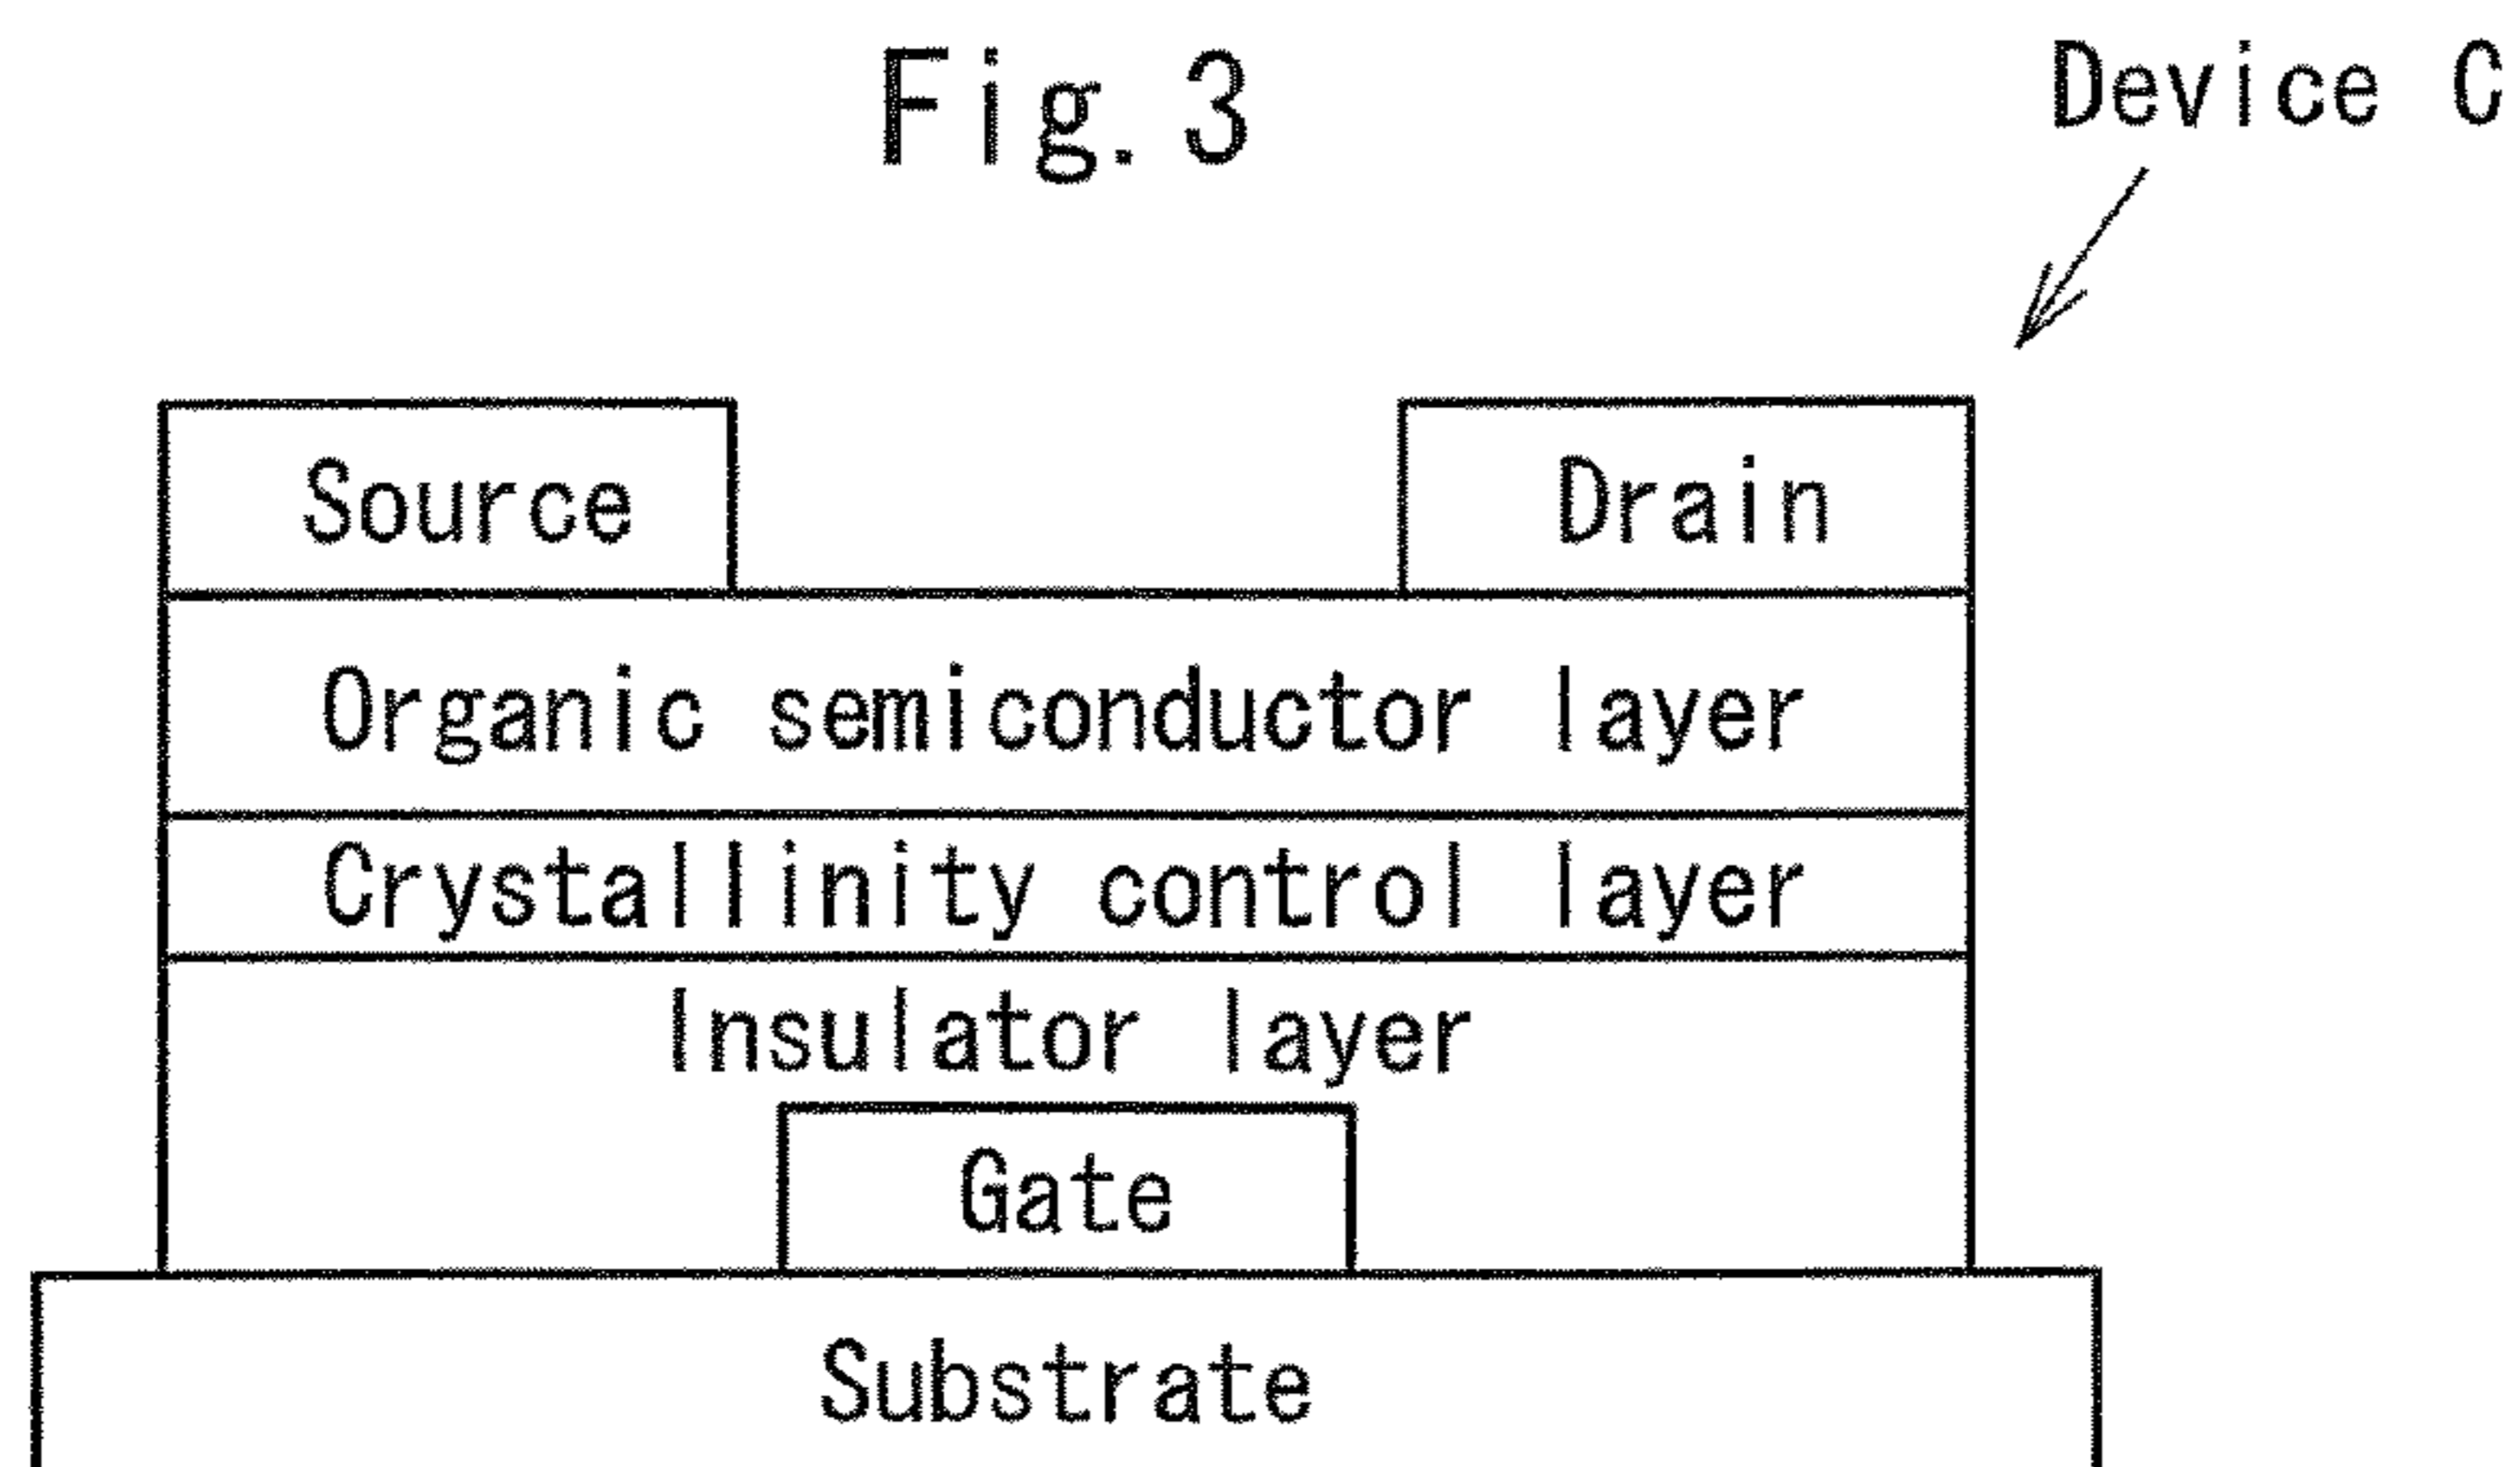 Fig. 3
Device C
Source
Drain
Organic semiconductor layer
Crystallinity control layer
Insulator layer
Gate
Substrate